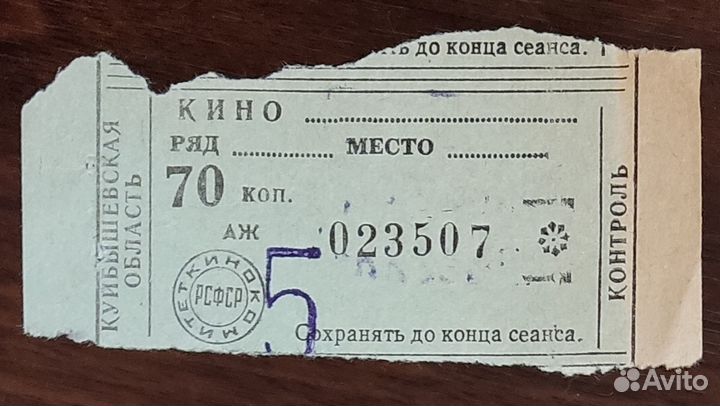 до конца сеанса.
КИНО
РЯД МЕСТО
70 коп.
АЖ 023507
5
КУЙБЫШЕВСКАЯ
ОБЛАСТЬ
КИНОКОМИТЕТ
РСФСР
Сохранять до конца сеанса.
КОНТРОЛЬ
Avito